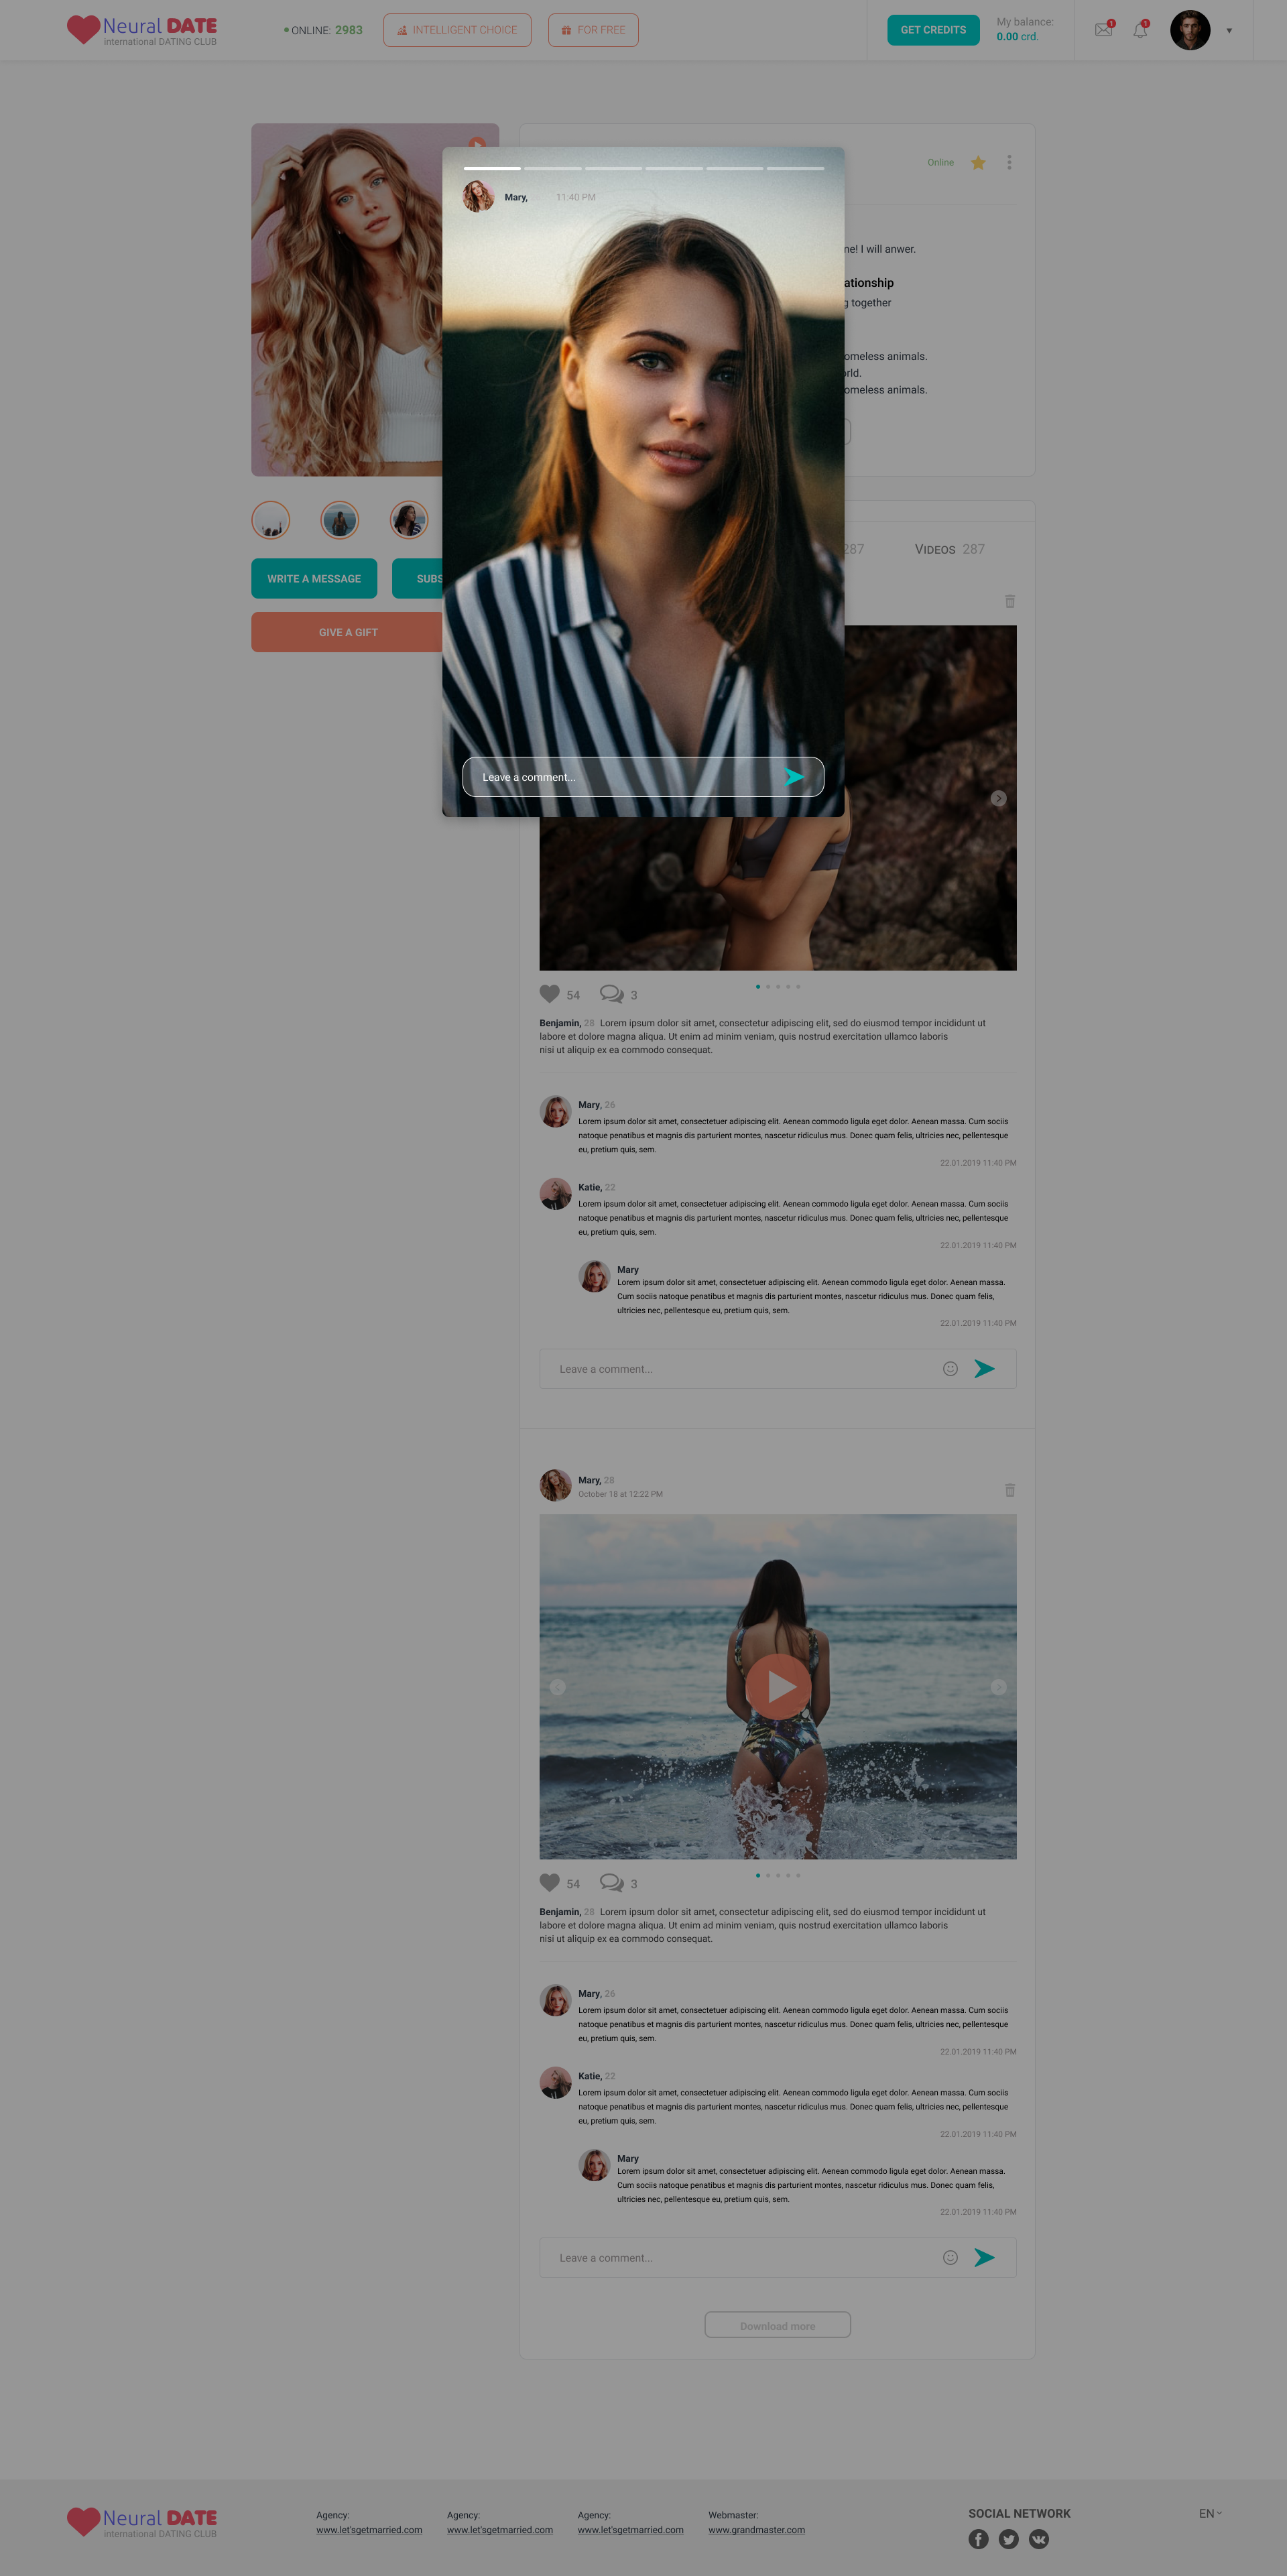 Neural DATE
international DATING CLUB
ONLINE: 2983
INTELLIGENT CHOICE
FOR FREE
GET CREDITS
My balance:
0.00 crd.
1
1
Online
Mary,
11:40 PM
me! I will anwer.
ationship
g together
omeless animals.
orld.
omeless animals.
287
VIDEOS 287
WRITE A MESSAGE
SUBS
GIVE A GIFT
Leave a comment...
54
3
Benjamin, 28 Lorem ipsum dolor sit amet, consectetur adipiscing elit, sed do eiusmod tempor incididunt ut
labore et dolore magna aliqua. Ut enim ad minim veniam, quis nostrud exercitation ullamco laboris
nisi ut aliquip ex ea commodo consequat.
Mary, 26
Lorem ipsum dolor sit amet, consectetuer adipiscing elit. Aenean commodo ligula eget dolor. Aenean massa. Cum sociis
natoque penatibus et magnis dis parturient montes, nascetur ridiculus mus. Donec quam felis, ultricies nec, pellentesque
eu, pretium quis, sem.
22.01.2019 11:40 PM
Katie, 22
Lorem ipsum dolor sit amet, consectetuer adipiscing elit. Aenean commodo ligula eget dolor. Aenean massa. Cum sociis
natoque penatibus et magnis dis parturient montes, nascetur ridiculus mus. Donec quam felis, ultricies nec, pellentesque
eu, pretium quis, sem.
22.01.2019 11:40 PM
Mary
Lorem ipsum dolor sit amet, consectetuer adipiscing elit. Aenean commodo ligula eget dolor. Aenean massa.
Cum sociis natoque penatibus et magnis dis parturient montes, nascetur ridiculus mus. Donec quam felis,
ultricies nec, pellentesque eu, pretium quis, sem.
22.01.2019 11:40 PM
Leave a comment...
Mary, 28
October 18 at 12:22 PM
54
3
Benjamin, 28 Lorem ipsum dolor sit amet, consectetur adipiscing elit, sed do eiusmod tempor incididunt ut
labore et dolore magna aliqua. Ut enim ad minim veniam, quis nostrud exercitation ullamco laboris
nisi ut aliquip ex ea commodo consequat.
Mary, 26
Lorem ipsum dolor sit amet, consectetuer adipiscing elit. Aenean commodo ligula eget dolor. Aenean massa. Cum sociis
natoque penatibus et magnis dis parturient montes, nascetur ridiculus mus. Donec quam felis, ultricies nec, pellentesque
eu, pretium quis, sem.
22.01.2019 11:40 PM
Katie, 22
Lorem ipsum dolor sit amet, consectetuer adipiscing elit. Aenean commodo ligula eget dolor. Aenean massa. Cum sociis
natoque penatibus et magnis dis parturient montes, nascetur ridiculus mus. Donec quam felis, ultricies nec, pellentesque
eu, pretium quis, sem.
22.01.2019 11:40 PM
Mary
Lorem ipsum dolor sit amet, consectetuer adipiscing elit. Aenean commodo ligula eget dolor. Aenean massa.
Cum sociis natoque penatibus et magnis dis parturient montes, nascetur ridiculus mus. Donec quam felis,
ultricies nec, pellentesque eu, pretium quis, sem.
22.01.2019 11:40 PM
Leave a comment...
Download more
Neural DATE
international DATING CLUB
Agency:
www.let'sgetmarried.com
Agency:
www.let'sgetmarried.com
Agency:
www.let'sgetmarried.com
Webmaster:
www.grandmaster.com
SOCIAL NETWORK
EN